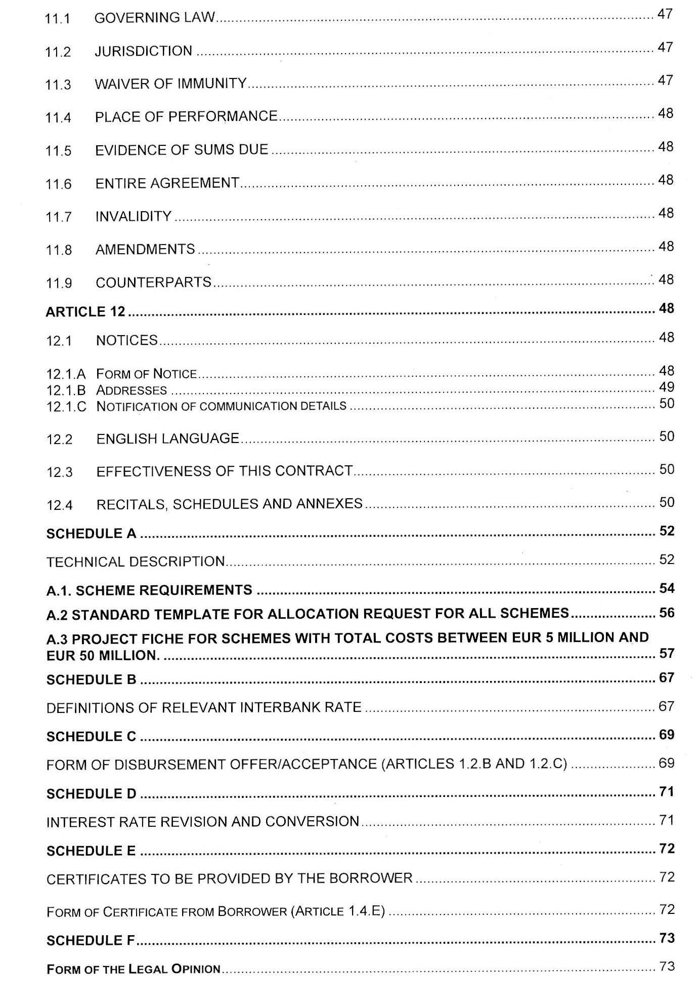 11.1 GOVERNING LAW 47
11.2 JURISDICTION 47
11.3 WAIVER OF IMMUNITY 47
11.4 PLACE OF PERFORMANCE 48
11.5 EVIDENCE OF SUMS DUE 48
11.6 ENTIRE AGREEMENT 48
11.7 INVALIDITY 48
11.8 AMENDMENTS 48
11.9 COUNTERPARTS 48
ARTICLE 12 48
12.1 NOTICES 48
12.1.A FORM OF NOTICE 48
12.1.B ADDRESSES 49
12.1.C NOTIFICATION OF COMMUNICATION DETAILS 50
12.2 ENGLISH LANGUAGE 50
12.3 EFFECTIVENESS OF THIS CONTRACT 50
12.4 RECITALS, SCHEDULES AND ANNEXES 50
SCHEDULE A 52
TECHNICAL DESCRIPTION 52
A.1. SCHEME REQUIREMENTS 54
A.2 STANDARD TEMPLATE FOR ALLOCATION REQUEST FOR ALL SCHEMES 56
A.3 PROJECT FICHE FOR SCHEMES WITH TOTAL COSTS BETWEEN EUR 5 MILLION AND
EUR 50 MILLION. 57
SCHEDULE B 67
DEFINITIONS OF RELEVANT INTERBANK RATE 67
SCHEDULE C 69
FORM OF DISBURSEMENT OFFER/ACCEPTANCE (ARTICLES 1.2.B AND 1.2.C) 69
SCHEDULE D 71
INTEREST RATE REVISION AND CONVERSION 71
SCHEDULE E 72
CERTIFICATES TO BE PROVIDED BY THE BORROWER 72
FORM OF CERTIFICATE FROM BORROWER (ARTICLE 1.4.E) 72
SCHEDULE F 73
FORM OF THE LEGAL OPINION 73